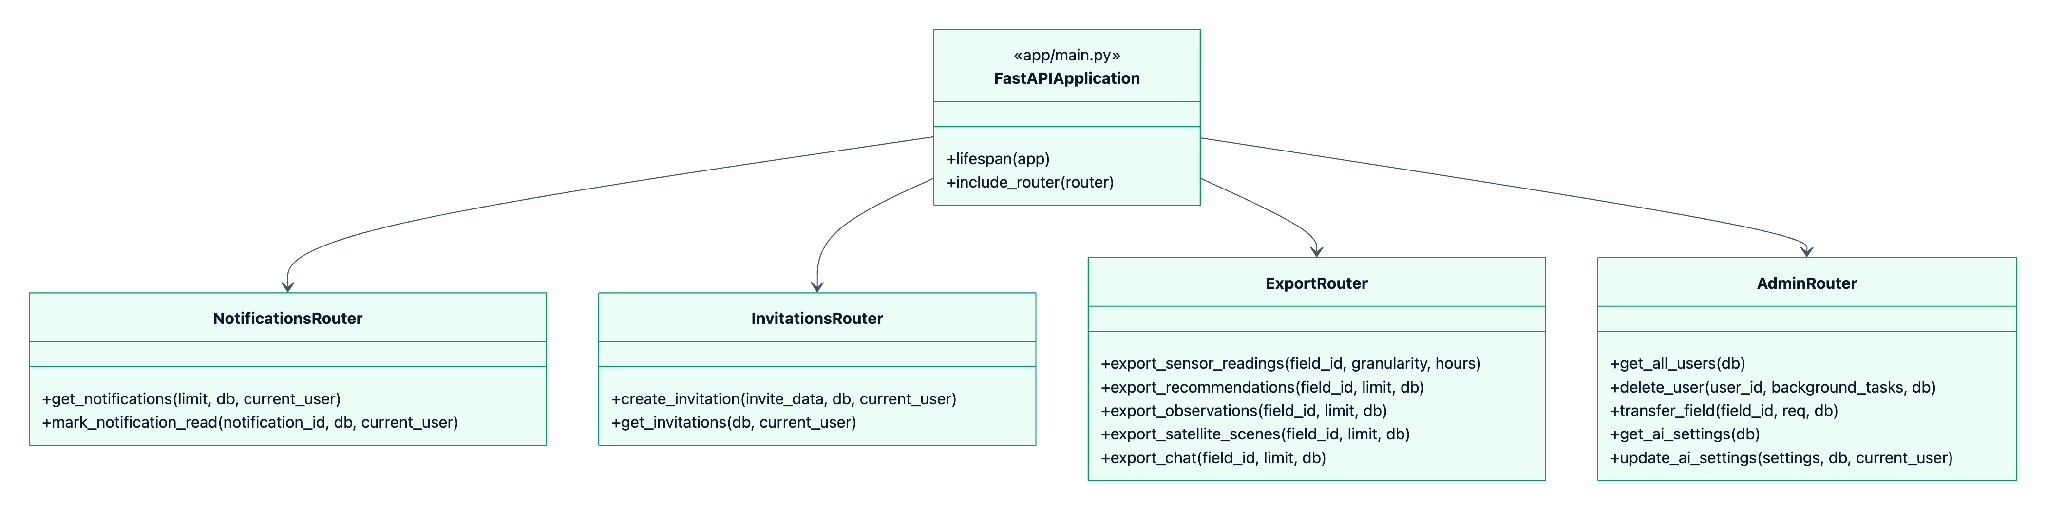 «app/main.py»
FastAPIApplication
+lifespan(app)
+include_router(router)
NotificationsRouter
+get_notifications(limit, db, current_user)
+mark_notification_read(notification_id, db, current_user)
InvitationsRouter
+create_invitation(invite_data, db, current_user)
+get_invitations(db, current_user)
ExportRouter
+export_sensor_readings(field_id, granularity, hours)
+export_recommendations(field_id, limit, db)
+export_observations(field_id, limit, db)
+export_satellite_scenes(field_id, limit, db)
+export_chat(field_id, limit, db)
AdminRouter
+get_all_users(db)
+delete_user(user_id, background_tasks, db)
+transfer_field(field_id, req, db)
+get_ai_settings(db)
+update_ai_settings(settings, db, current_user)